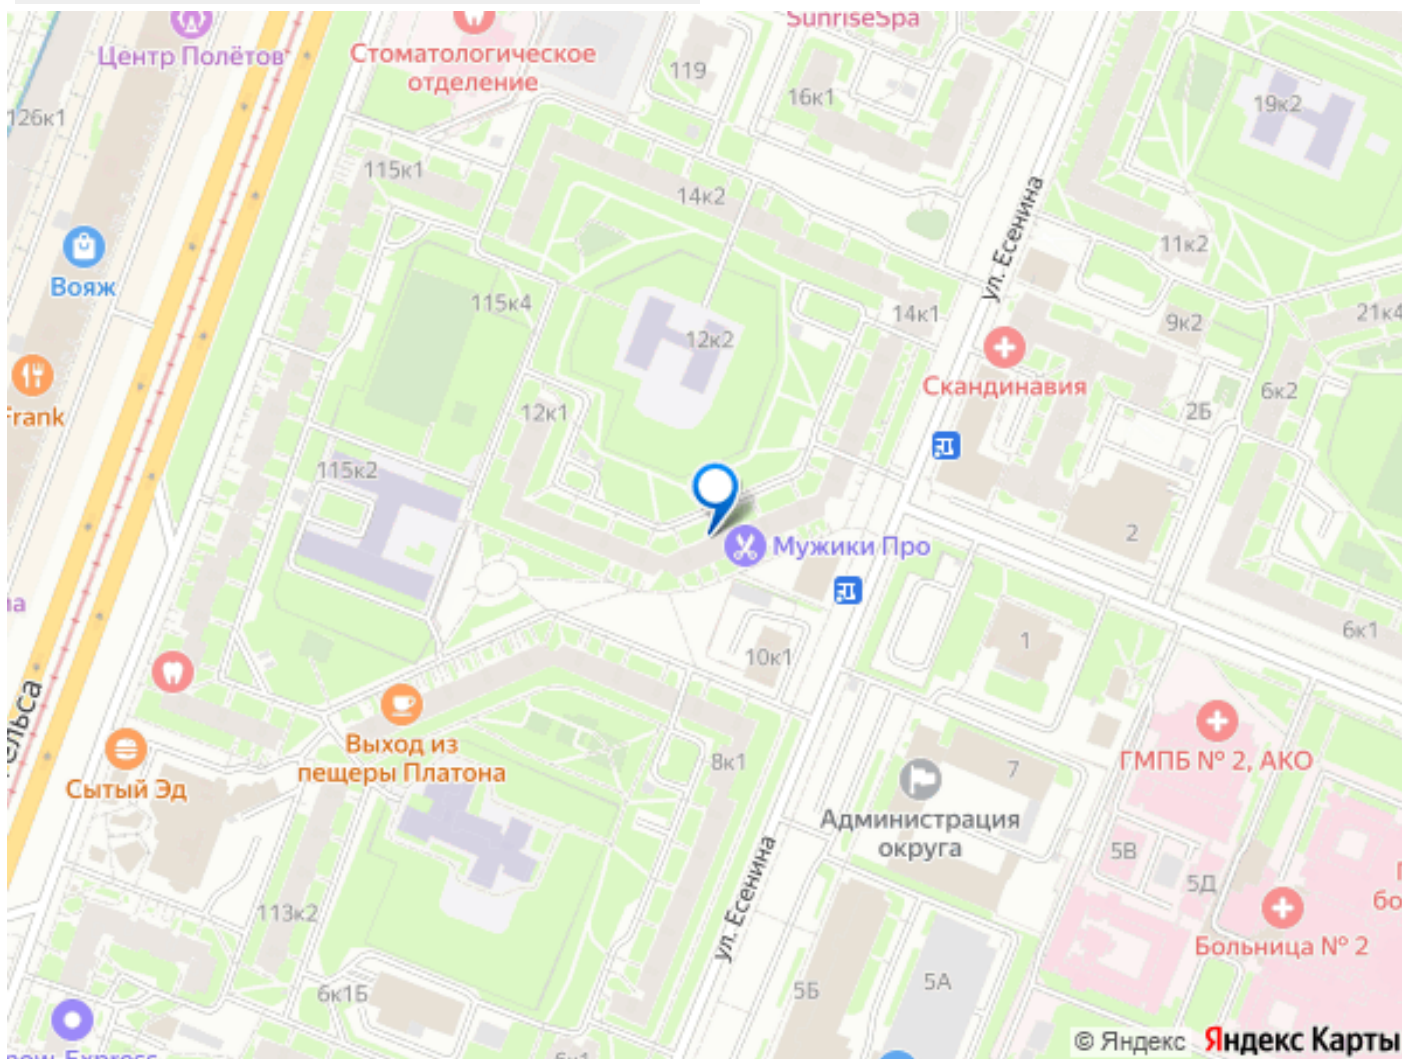 SunriseSpa
Центр Полётов
Стоматологическое
отделение
119
16к1
19к2
126к1
115к1
14к2
ул. Есенина
11к2
Вояж
115к4
14к1
9к2
21к4
12к2
Скандинавия
6к2
Frank
12к1
2Б
115к2
2
Мужики Про
1
6к1
10к1
ГМПБ № 2, АКО
Выход из
пещеры Платона
8к1
7
Сытый Эд
Администрация
округа
5В
5Д
ул. Есенина
113к2
Больница № 2
6к1Б
5Б
5А
© Яндекс Яндекс Карты